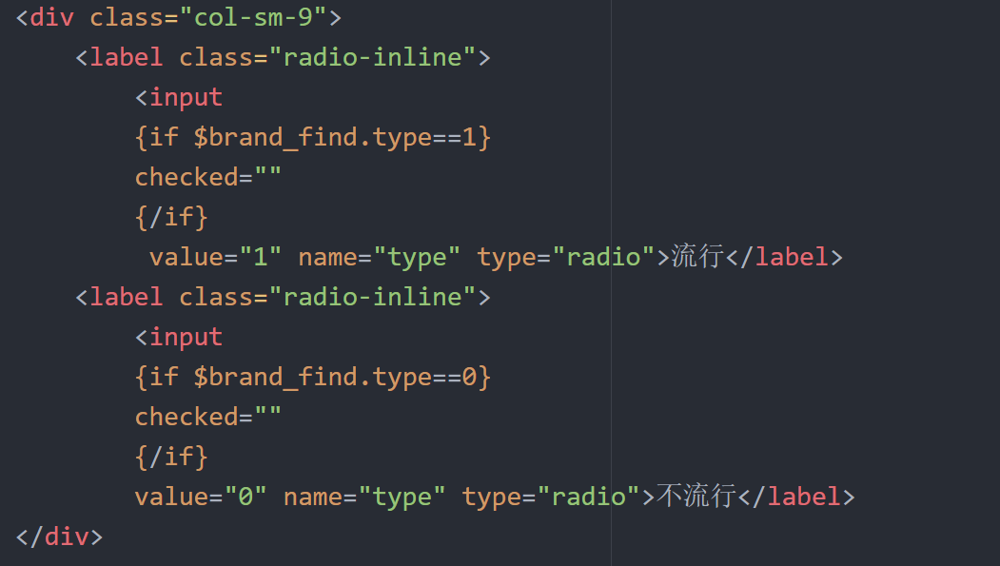 <div class="col-sm-9">
    <label class="radio-inline">
        <input
        {if $brand_find.type==1}
        checked=""
        {/if}
         value="1" name="type" type="radio">流行</label>
    <label class="radio-inline">
        <input
        {if $brand_find.type==0}
        checked=""
        {/if}
        value="0" name="type" type="radio">不流行</label>
</div>